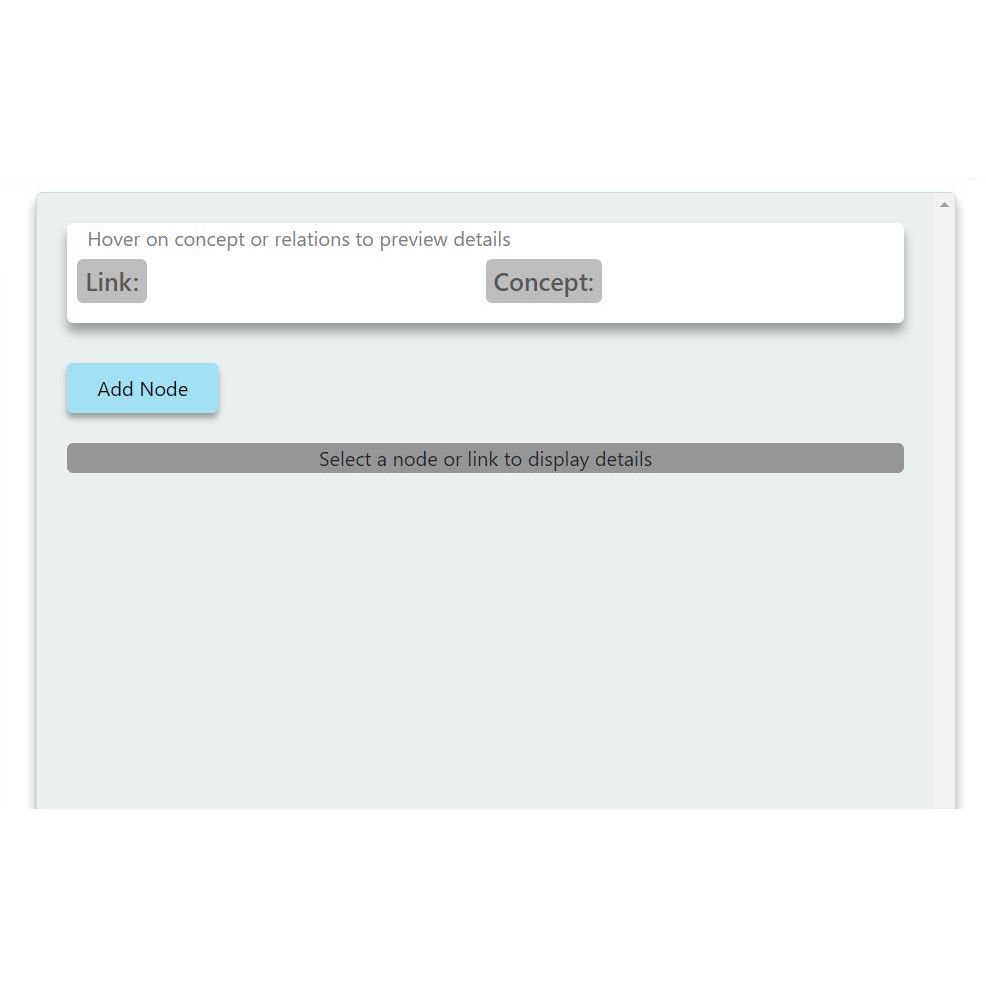 Hover on concept or relations to preview details
Link: Concept:
Add Node
Select a node or link to display details